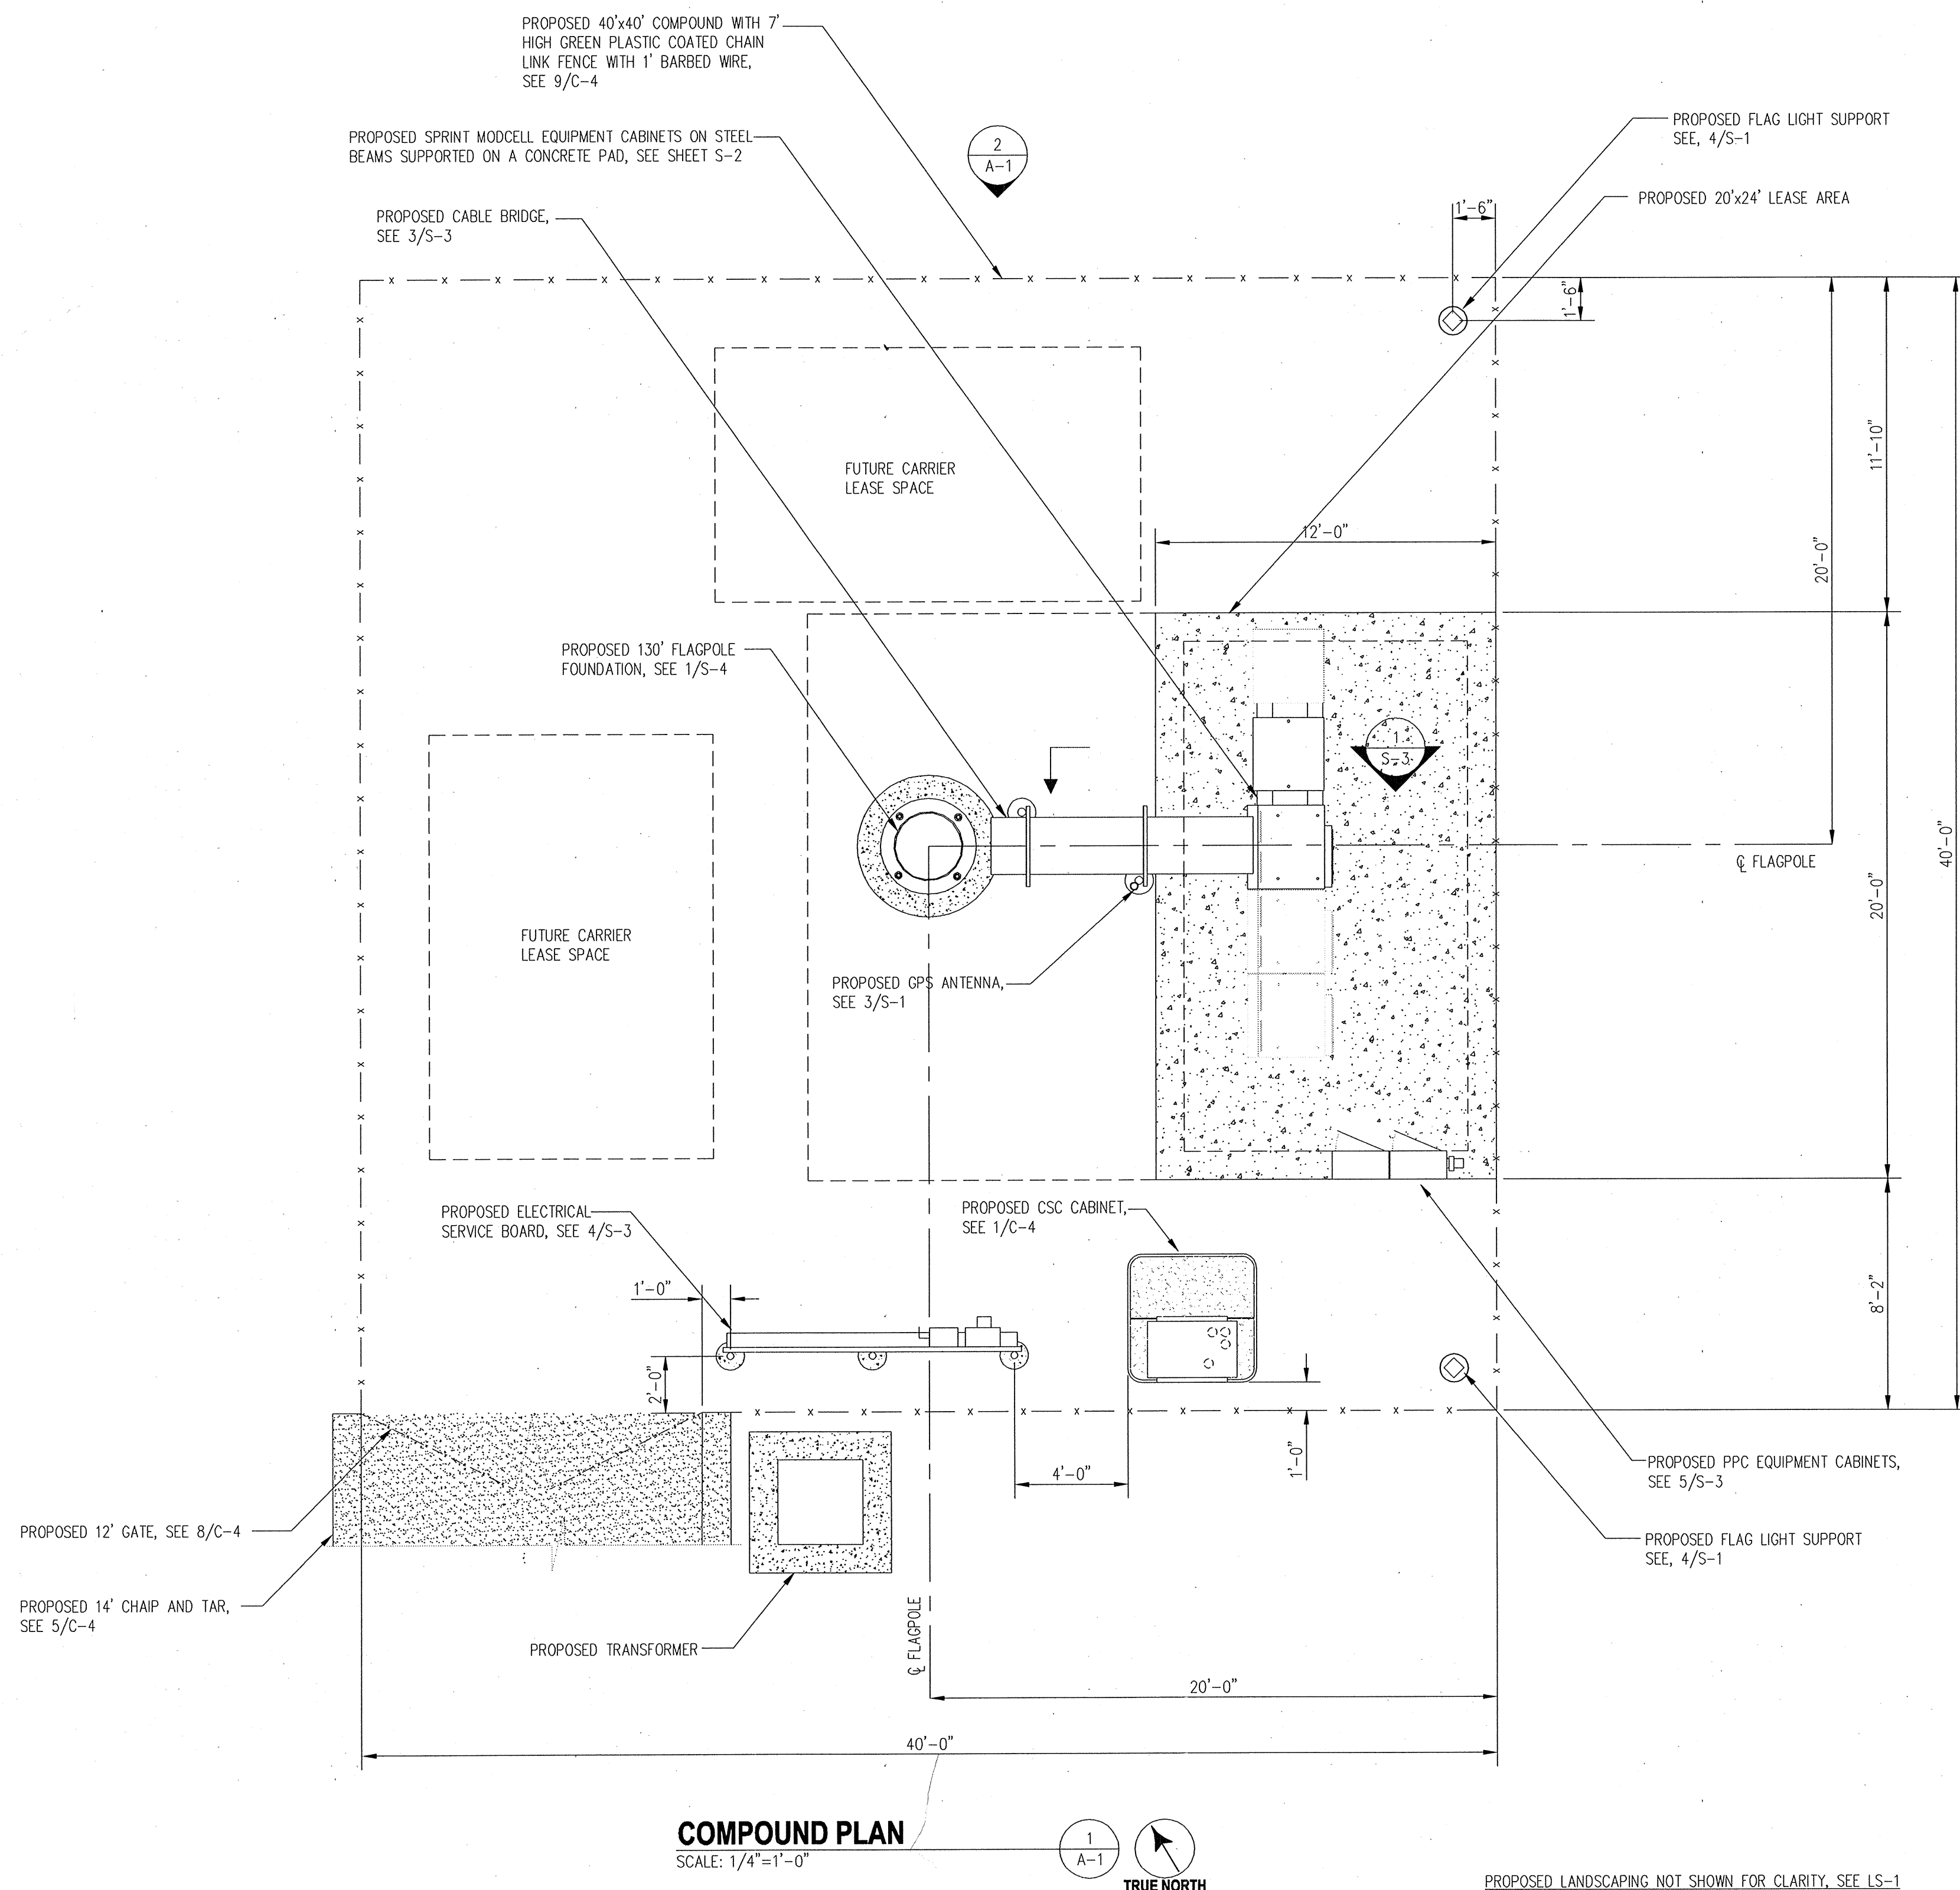 PROPOSED 40'x40' COMPOUND WITH 7'
HIGH GREEN PLASTIC COATED CHAIN
LINK FENCE WITH 1' BARBED WIRE,
SEE 9/C-4
PROPOSED SPRINT MODCELL EQUIPMENT CABINETS ON STEEL
BEAMS SUPPORTED ON A CONCRETE PAD, SEE SHEET S-2
2
A-1
PROPOSED FLAG LIGHT SUPPORT
SEE, 4/S-1
PROPOSED 20'x24' LEASE AREA
PROPOSED CABLE BRIDGE,
SEE 3/S-3
1'-6"
1'-6"
11'-10"
FUTURE CARRIER
LEASE SPACE
12'-0"
20'-0"
PROPOSED 130' FLAGPOLE
FOUNDATION, SEE 1/S-4
1
S-3
℄ FLAGPOLE
40'-0"
20'-0"
FUTURE CARRIER
LEASE SPACE
PROPOSED GPS ANTENNA,
SEE 3/S-1
PROPOSED ELECTRICAL
SERVICE BOARD, SEE 4/S-3
PROPOSED CSC CABINET,
SEE 1/C-4
1'-0"
8'-2"
2'-0"
4'-0"
1'-0"
PROPOSED PPC EQUIPMENT CABINETS,
SEE 5/S-3
PROPOSED 12' GATE, SEE 8/C-4
PROPOSED FLAG LIGHT SUPPORT
SEE, 4/S-1
PROPOSED 14' CHAIP AND TAR,
SEE 5/C-4
PROPOSED TRANSFORMER
℄ FLAGPOLE
20'-0"
40'-0"
COMPOUND PLAN
SCALE: 1/4"=1'-0"
1
A-1
TRUE NORTH
PROPOSED LANDSCAPING NOT SHOWN FOR CLARITY, SEE LS-1